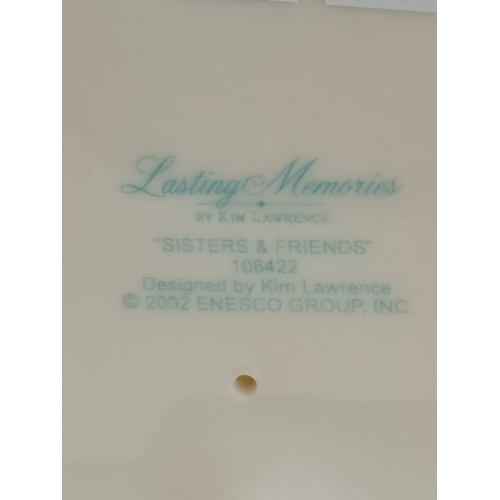 Lasting Memories
BY KIM LAWRENCE
"SISTERS & FRIENDS"
106422
Designed by Kim Lawrence
© 2002 ENESCO GROUP, INC.